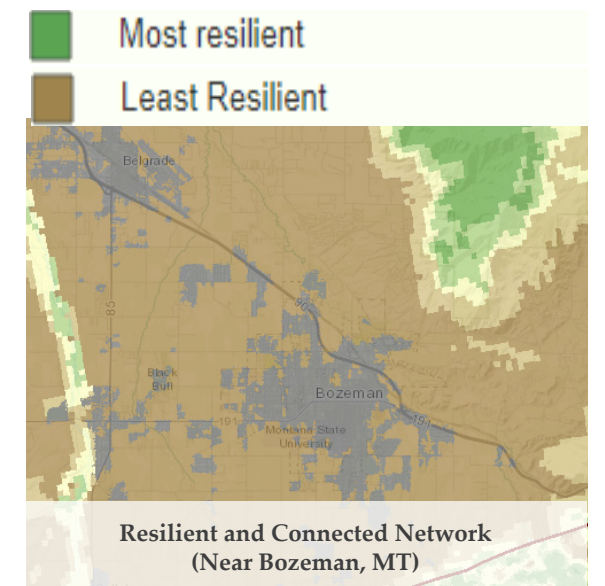 Most resilient
Least Resilient
Belgrade
85
90
Black
Bull
Bozeman
191
Montana State
University
191
Resilient and Connected Network
(Near Bozeman, MT)